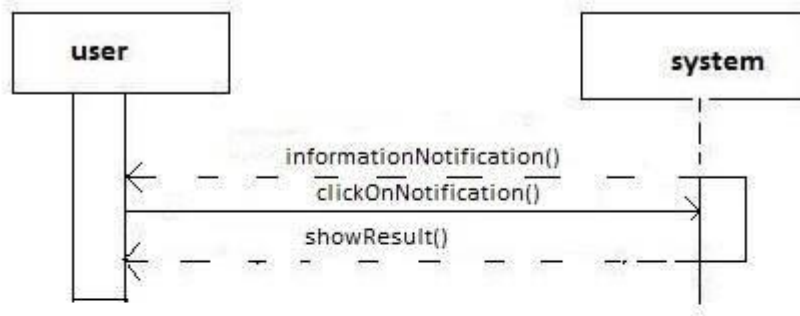 user
system
informationNotification()
clickOnNotification()
showResult()